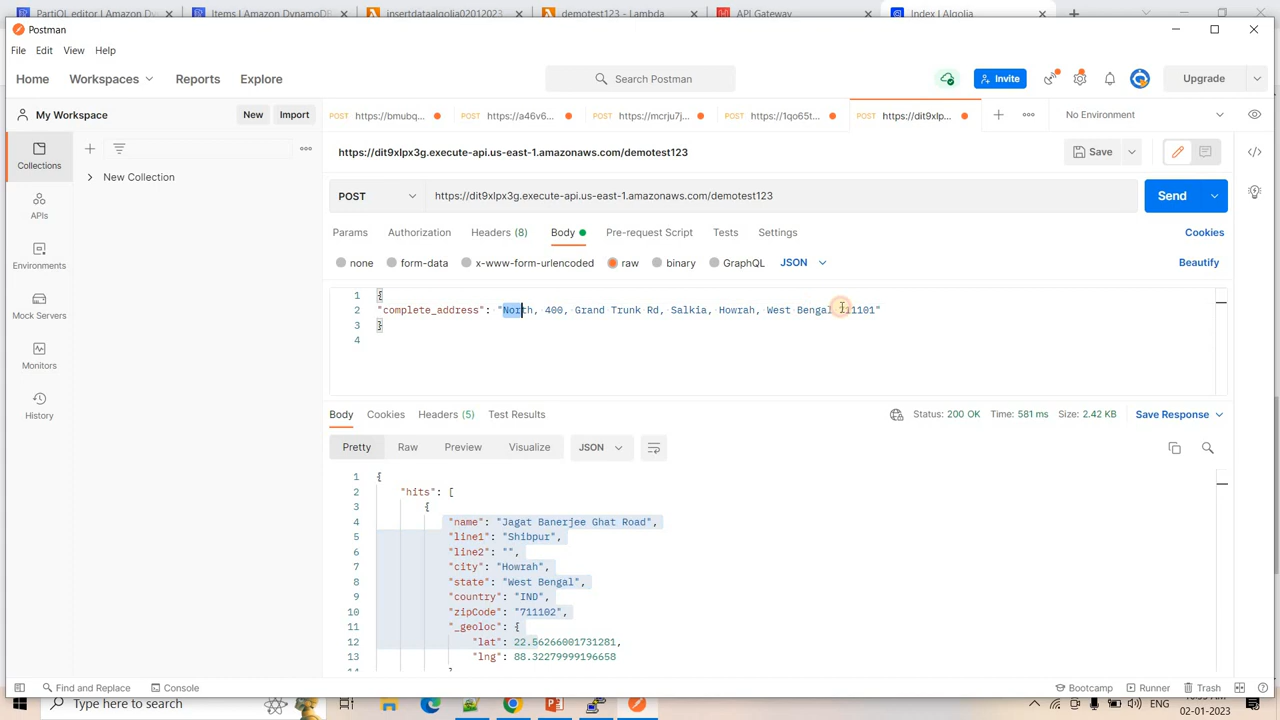 PartiQL editor | Amazon DynamoD
Items | Amazon DynamoDB
insertdataaloolia02012023
demotest123 - Lambda
API Gateway
Index | Algolia
Postman
File Edit View Help
Home Workspaces Reports Explore
Search Postman
Invite
Upgrade
My Workspace
New Import
POST https://bmubq...
POST https://a46v6...
POST https://mcrju7j...
POST https://1qo65t...
POST https://dit9xlp...
No Environment
Collections
APIs
Environments
Mock Servers
Monitors
History
New Collection
https://dit9xlpx3g.execute-api.us-east-1.amazonaws.com/demotest123
Save
POST https://dit9xlpx3g.execute-api.us-east-1.amazonaws.com/demotest123
Send
Params Authorization Headers (8) Body Pre-request Script Tests Settings
Cookies
none form-data x-www-form-urlencoded raw binary GraphQL JSON
Beautify
1 {
2 "complete_address": "North, 400, Grand Trunk Rd, Salkia, Howrah, West Bengal 711101"
3 }
4
Body Cookies Headers (5) Test Results
Status: 200 OK Time: 581 ms Size: 2.42 KB Save Response
Pretty Raw Preview Visualize JSON
1 {
2 "hits": [
3 {
4 "name": "Jagat Banerjee Ghat Road",
5 "line1": "Shibpur",
6 "line2": "",
7 "city": "Howrah",
8 "state": "West Bengal",
9 "country": "IND",
10 "zipCode": "711102",
11 "_geoloc": {
12 "lat": 22.56266001731281,
13 "lng": 88.32279999196658
Find and Replace Console
Bootcamp Runner Trash
Type here to search
ENG
02-01-2023